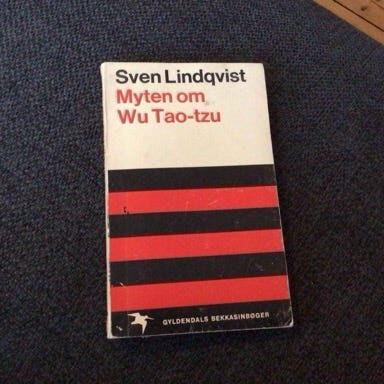 Sven Lindqvist
Myten om
Wu Tao-tzu
GYLDENDALS BEKKASINBØGER